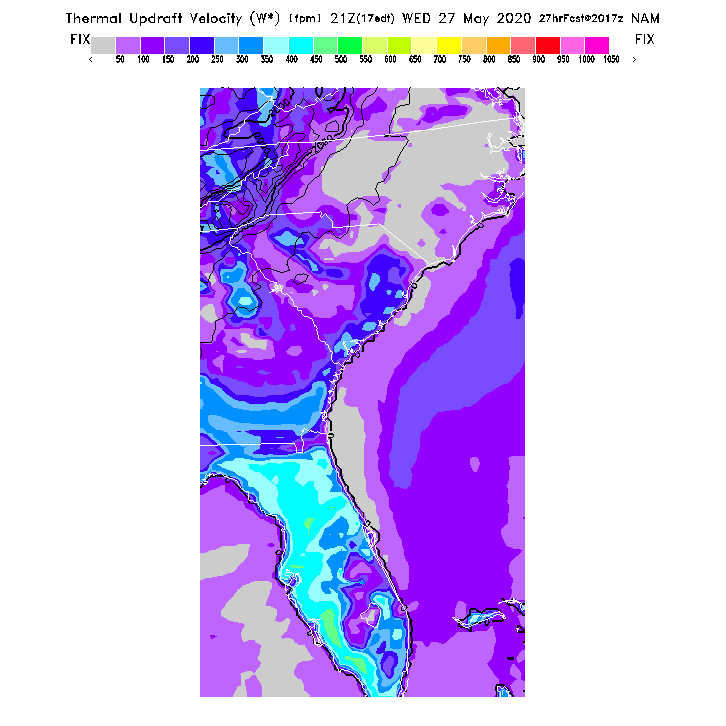 Thermal Updraft Velocity (W*) [fpm] 21Z(17edt) WED 27 May 2020 27hrFcst@2017z NAM
FIX FIX
< 50 100 150 200 250 300 350 400 450 500 550 600 650 700 750 800 850 900 950 1000 1050 >